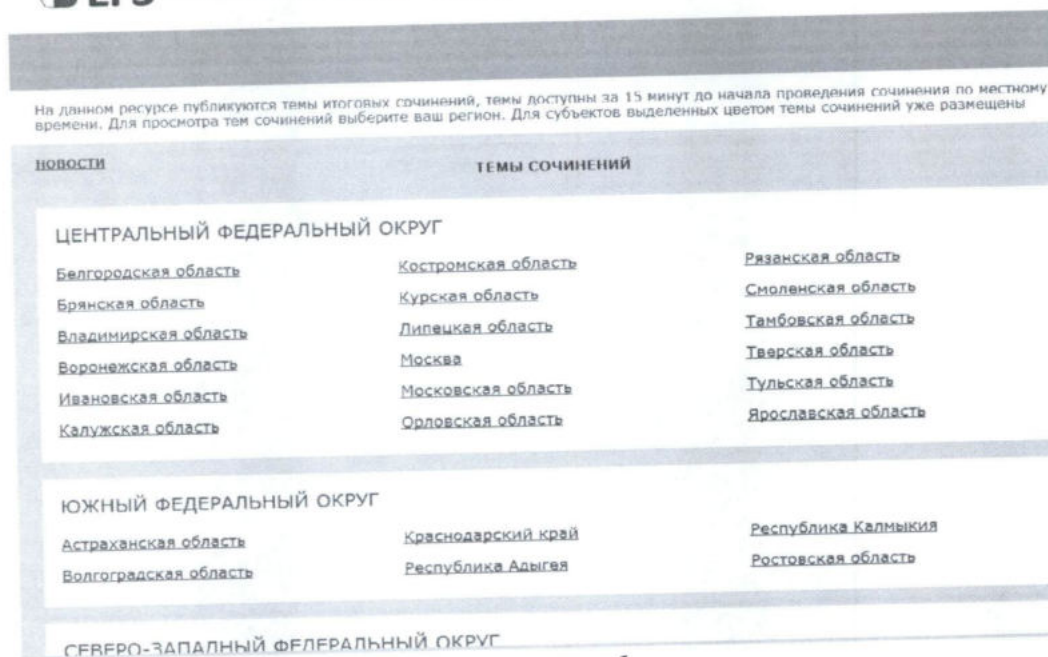 На данном ресурсе публикуются темы итоговых сочинений, темы доступны за 15 минут до начала проведения сочинения по местному
времени. Для просмотра тем сочинений выберите ваш регион. Для субъектов выделенных цветом темы сочинений уже размещены
НОВОСТИ
ТЕМЫ СОЧИНЕНИЙ
ЦЕНТРАЛЬНЫЙ ФЕДЕРАЛЬНЫЙ ОКРУГ
Белгородская область Костромская область Рязанская область
Брянская область Курская область Смоленская область
Владимирская область Липецкая область Тамбовская область
Воронежская область Москва Тверская область
Ивановская область Московская область Тульская область
Калужская область Орловская область Ярославская область
ЮЖНЫЙ ФЕДЕРАЛЬНЫЙ ОКРУГ
Астраханская область Краснодарский край Республика Калмыкия
Волгоградская область Республика Адыгея Ростовская область
СЕВЕРО-ЗАПАДНЫЙ ФЕДЕРАЛЬНЫЙ ОКРУГ